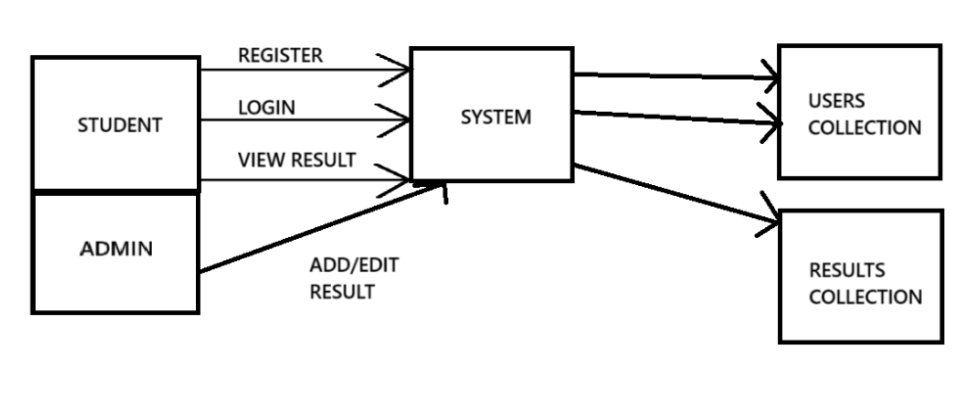 REGISTER
LOGIN
VIEW RESULT
STUDENT
ADMIN
ADD/EDIT
RESULT
SYSTEM
USERS
COLLECTION
RESULTS
COLLECTION